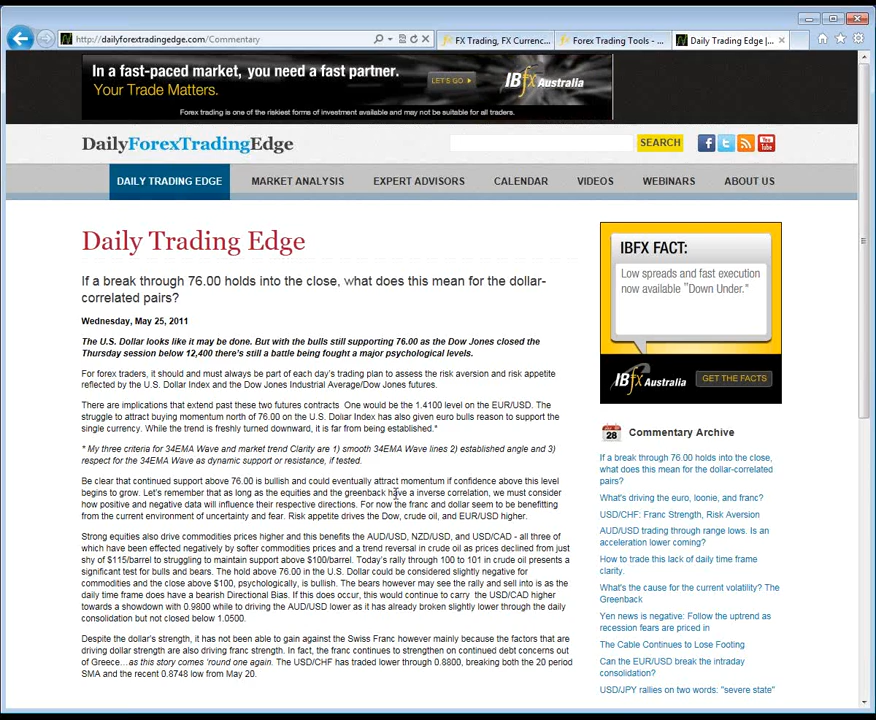 http://dailyforextradingedge.com/Commentary
FX Trading, FX Currenc...
Forex Trading Tools - ...
Daily Trading Edge |...
In a fast-paced market, you need a fast partner.
Your Trade Matters.
LET'S GO
IBfx Australia
Forex trading is one of the riskiest forms of investment available and may not be suitable for all traders.
DailyForexTradingEdge
SEARCH
You Tube
DAILY TRADING EDGE
MARKET ANALYSIS
EXPERT ADVISORS
CALENDAR
VIDEOS
WEBINARS
ABOUT US
Daily Trading Edge
If a break through 76.00 holds into the close, what does this mean for the dollar-
correlated pairs?
Wednesday, May 25, 2011
The U.S. Dollar looks like it may be done. But with the bulls still supporting 76.00 as the Dow Jones closed the
Thursday session below 12,400 there's still a battle being fought a major psychological levels.
For forex traders, it should and must always be part of each day's trading plan to assess the risk aversion and risk appetite
reflected by the U.S. Dollar Index and the Dow Jones Industrial Average/Dow Jones futures.
There are implications that extend past these two futures contracts  One would be the 1.4100 level on the EUR/USD. The
struggle to attract buying momentum north of 76.00 on the U.S. Dollar Index has also given euro bulls reason to support the
single currency. While the trend is freshly turned downward, it is far from being established.*
* My three criteria for 34EMA Wave and market trend Clarity are 1) smooth 34EMA Wave lines 2) established angle and 3)
respect for the 34EMA Wave as dynamic support or resistance, if tested.
Be clear that continued support above 76.00 is bullish and could eventually attract momentum if confidence above this level
begins to grow. Let's remember that as long as the equities and the greenback have a inverse correlation, we must consider
how positive and negative data will influence their respective directions. For now the franc and dollar seem to be benefitting
from the current environment of uncertainty and fear. Risk appetite drives the Dow, crude oil, and EUR/USD higher.
Strong equities also drive commodities prices higher and this benefits the AUD/USD, NZD/USD, and USD/CAD - all three of
which have been effected negatively by softer commodities prices and a trend reversal in crude oil as prices declined from just
shy of $115/barrel to struggling to maintain support above $100/barrel. Today's rally through 100 to 101 in crude oil presents a
significant test for bulls and bears. The hold above 76.00 in the U.S. Dollar could be considered slightly negative for
commodities and the close above $100, psychologically, is bullish. The bears however may see the rally and sell into is as the
daily time frame does have a bearish Directional Bias. If this does occur, this would continue to carry  the USD/CAD higher
towards a showdown with 0.9800 while to driving the AUD/USD lower as it has already broken slightly lower through the daily
consolidation but not closed below 1.0500.
Despite the dollar's strength, it has not been able to gain against the Swiss Franc however mainly because the factors that are
driving dollar strength are also driving franc strength. In fact, the franc continues to strengthen on continued debt concerns out
of Greece…as this story comes 'round one again. The USD/CHF has traded lower through 0.8800, breaking both the 20 period
SMA and the recent 0.8748 low from May 20.
IBFX FACT:
Low spreads and fast execution
now available "Down Under."
IBfx Australia
GET THE FACTS
28
Commentary Archive
If a break through 76.00 holds into the close,
what does this mean for the dollar-correlated
pairs?
What's driving the euro, loonie, and franc?
USD/CHF: Franc Strength, Risk Aversion
AUD/USD trading through range lows. Is an
acceleration lower coming?
How to trade this lack of daily time frame
clarity.
What's the cause for the current volatility? The
Greenback
Yen news is negative: Follow the uptrend as
recession fears are priced in
The Cable Continues to Lose Footing
Can the EUR/USD break the intraday
consolidation?
USD/JPY rallies on two words: "severe state"